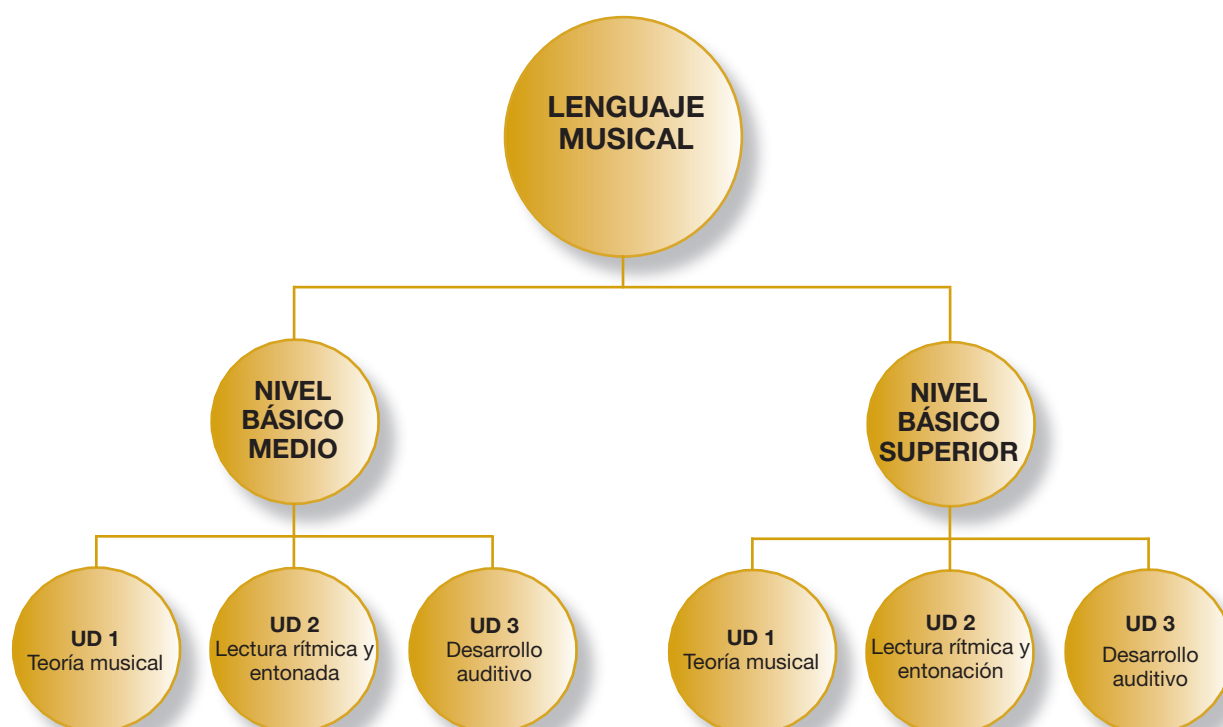 LENGUAJE
MUSICAL
NIVEL
BÁSICO
MEDIO
NIVEL
BÁSICO
SUPERIOR
UD 1
Teoría musical
UD 2
Lectura rítmica y
entonada
UD 3
Desarrollo
auditivo
UD 1
Teoría musical
UD 2
Lectura rítmica y
entonación
UD 3
Desarrollo
auditivo